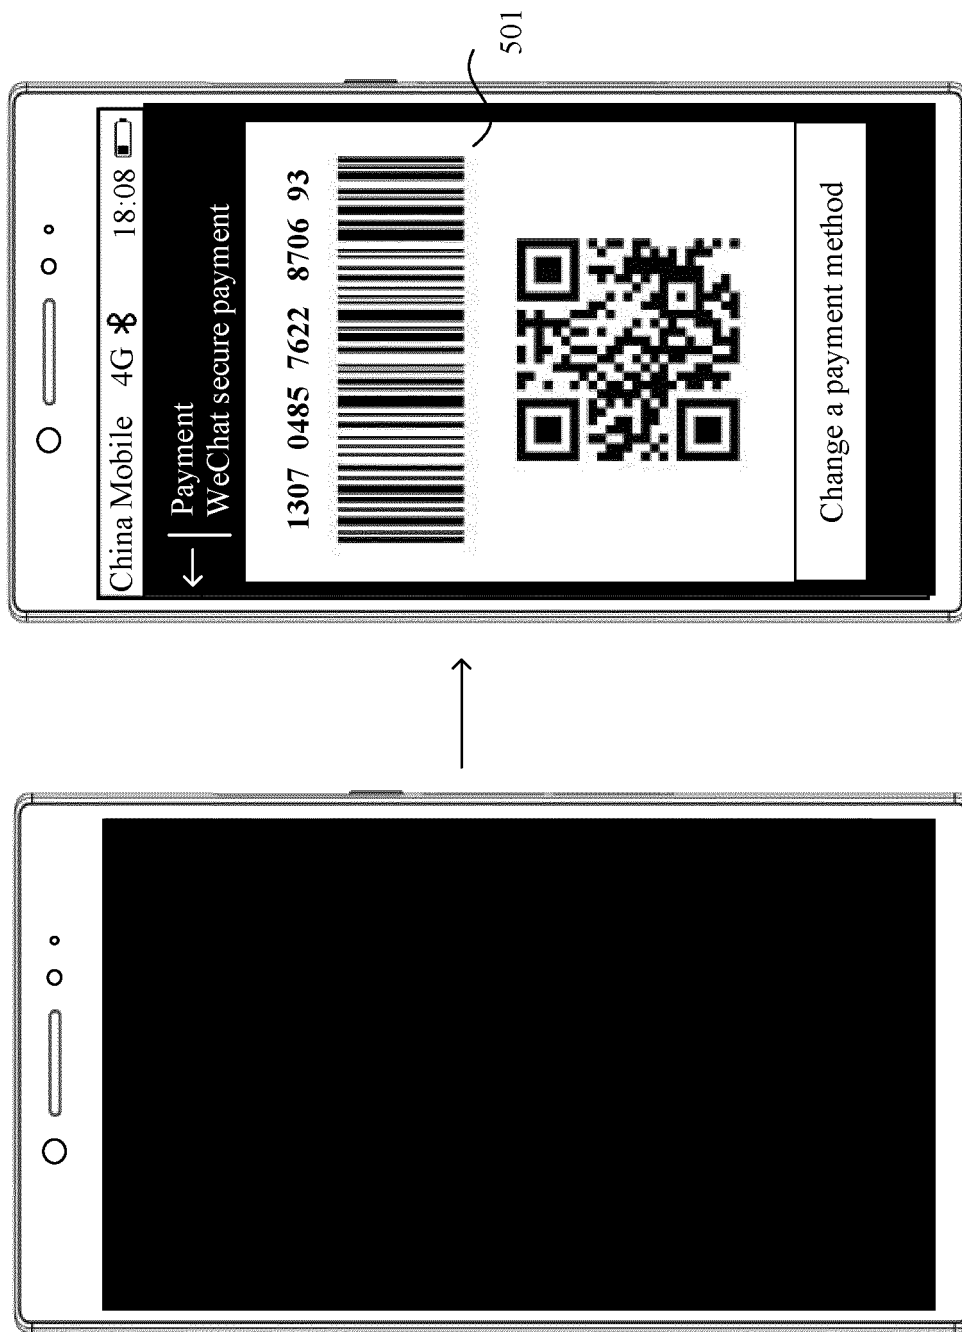 China Mobile 4G 18:08
Payment
WeChat secure payment
1307 0485 7622 8706 93
Change a payment method
501